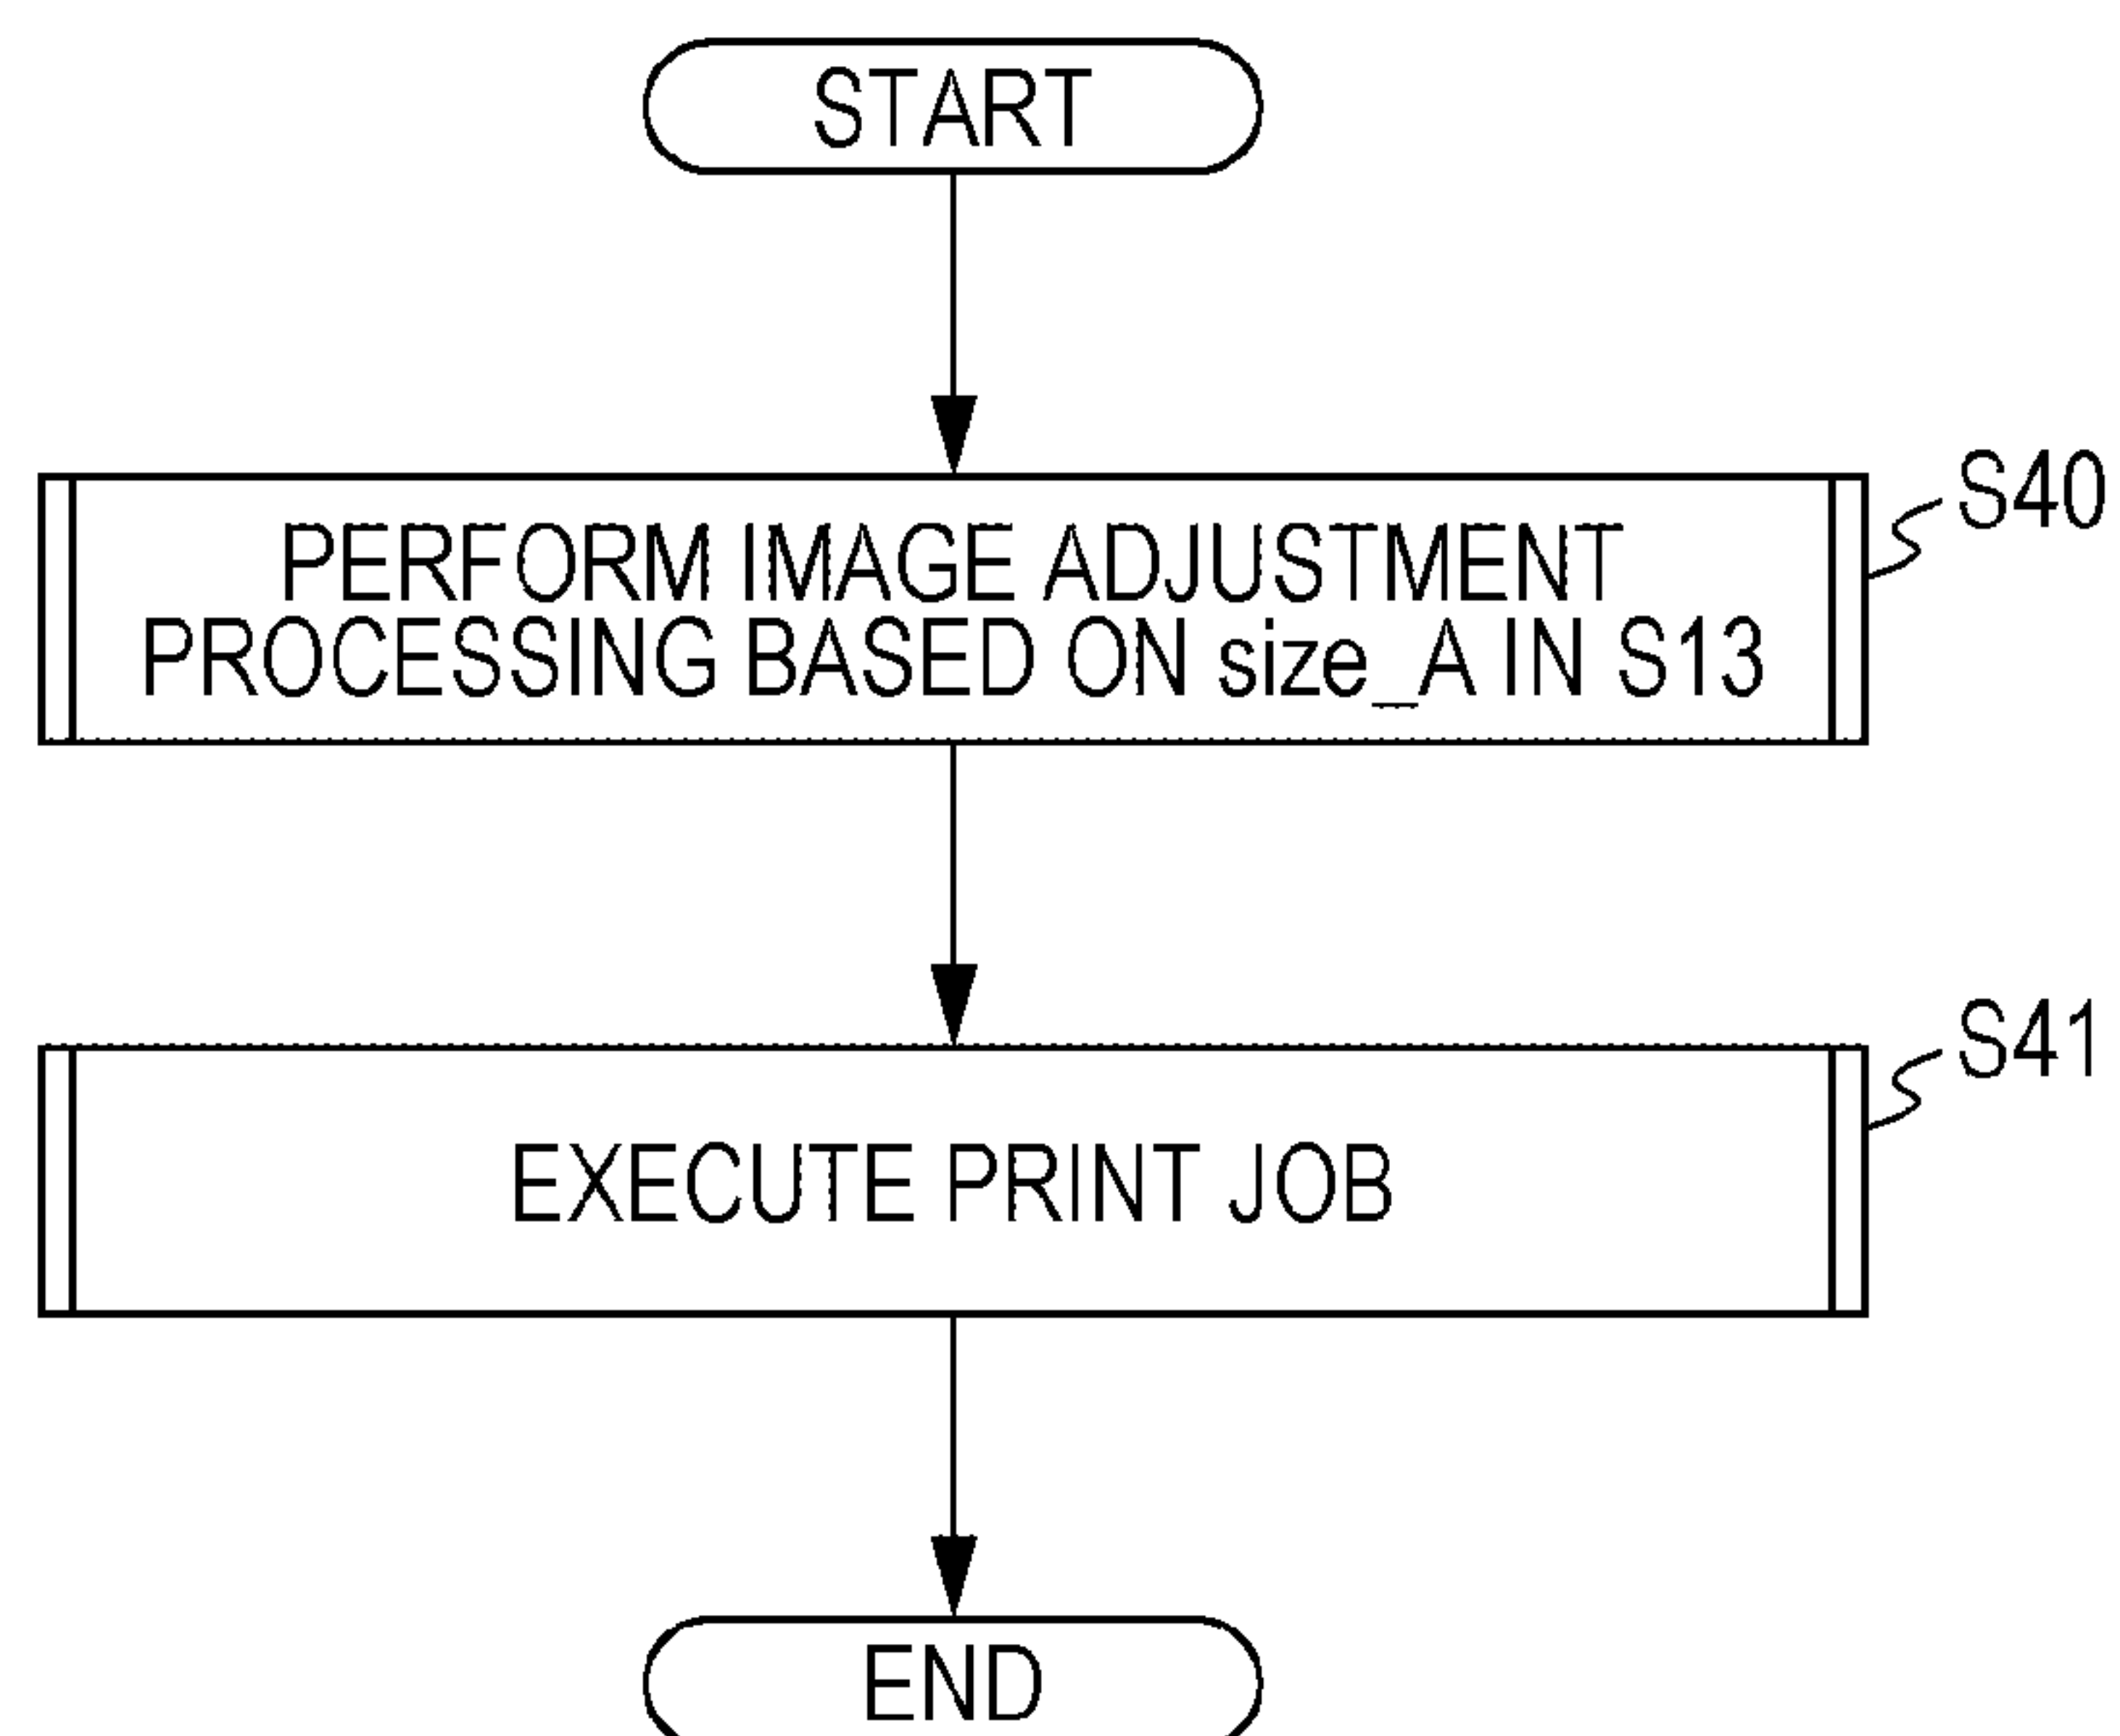 START
S40
PERFORM IMAGE ADJUSTMENT
PROCESSING BASED ON size_A IN S13
S41
EXECUTE PRINT JOB
END